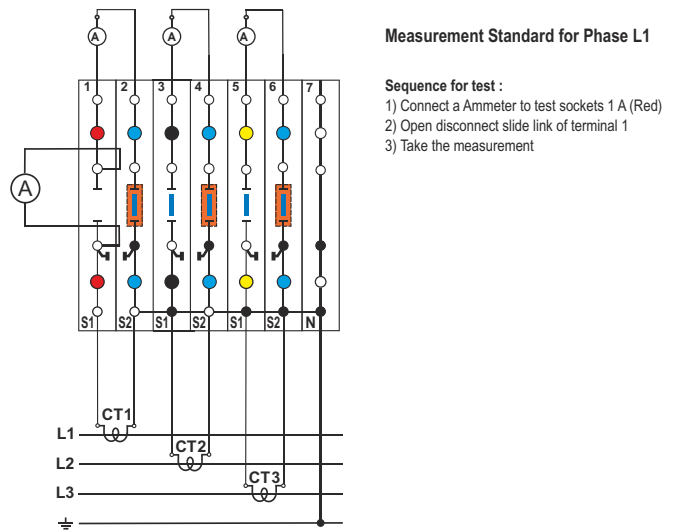 Measurement Standard for Phase L1
Sequence for test :
1) Connect a Ammeter to test sockets 1 A (Red)
2) Open disconnect slide link of terminal 1
3) Take the measurement
A A A
1 2 3 4 5 6 7
A
S1 S2 S1 S2 S1 S2 N
CT1
L1
CT2
L2
CT3
L3